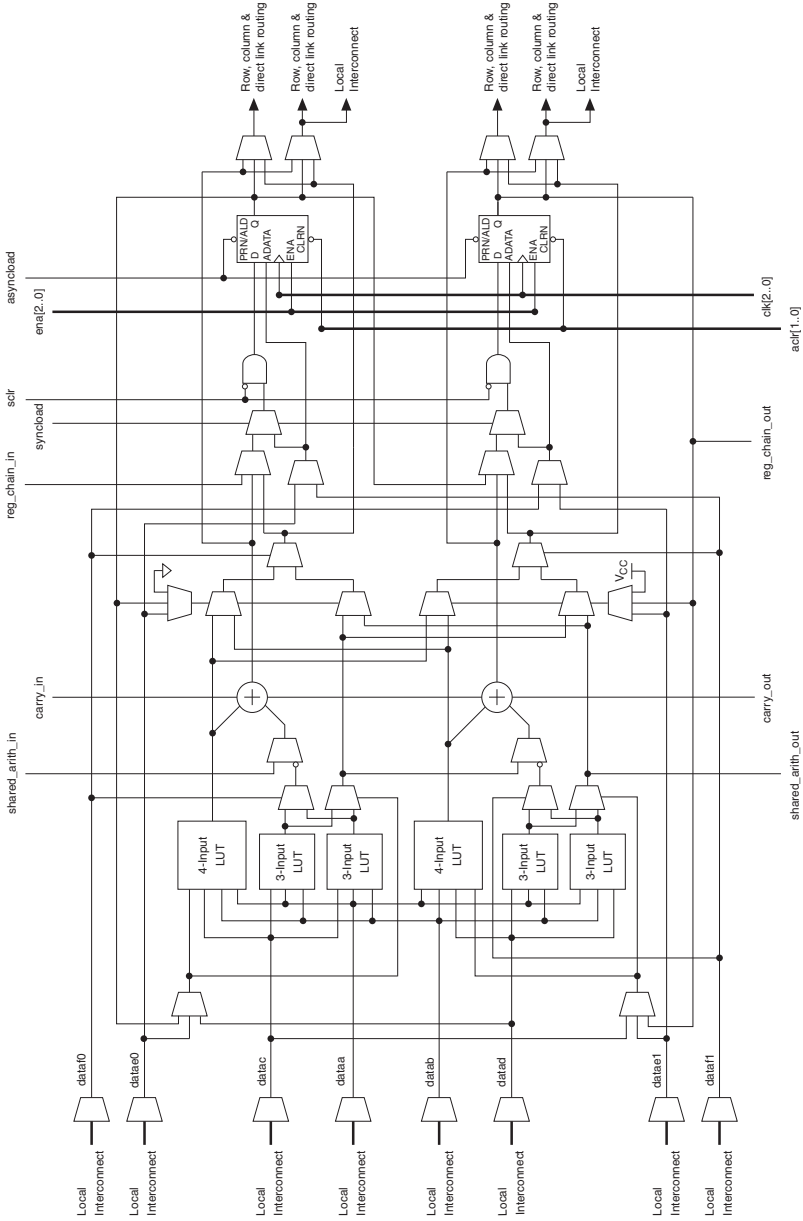 Row, column &
direct link routing
Row, column &
direct link routing
Local
Interconnect
Row, column &
direct link routing
Row, column &
direct link routing
Local
Interconnect
PRN/ALD
D
Q
ADATA
ENA
CLRN
PRN/ALD
D
Q
ADATA
ENA
CLRN
asyncload
ena[2..0]
sclr
syncload
reg_chain_in
carry_in
shared_arith_in
clk[2..0]
aclr[1..0]
reg_chain_out
carry_out
shared_arith_out
VCC
+
+
4-Input
LUT
3-Input
LUT
3-Input
LUT
4-Input
LUT
3-Input
LUT
3-Input
LUT
dataf0
datae0
datac
dataa
datab
datad
datae1
dataf1
Local
Interconnect
Local
Interconnect
Local
Interconnect
Local
Interconnect
Local
Interconnect
Local
Interconnect
Local
Interconnect
Local
Interconnect